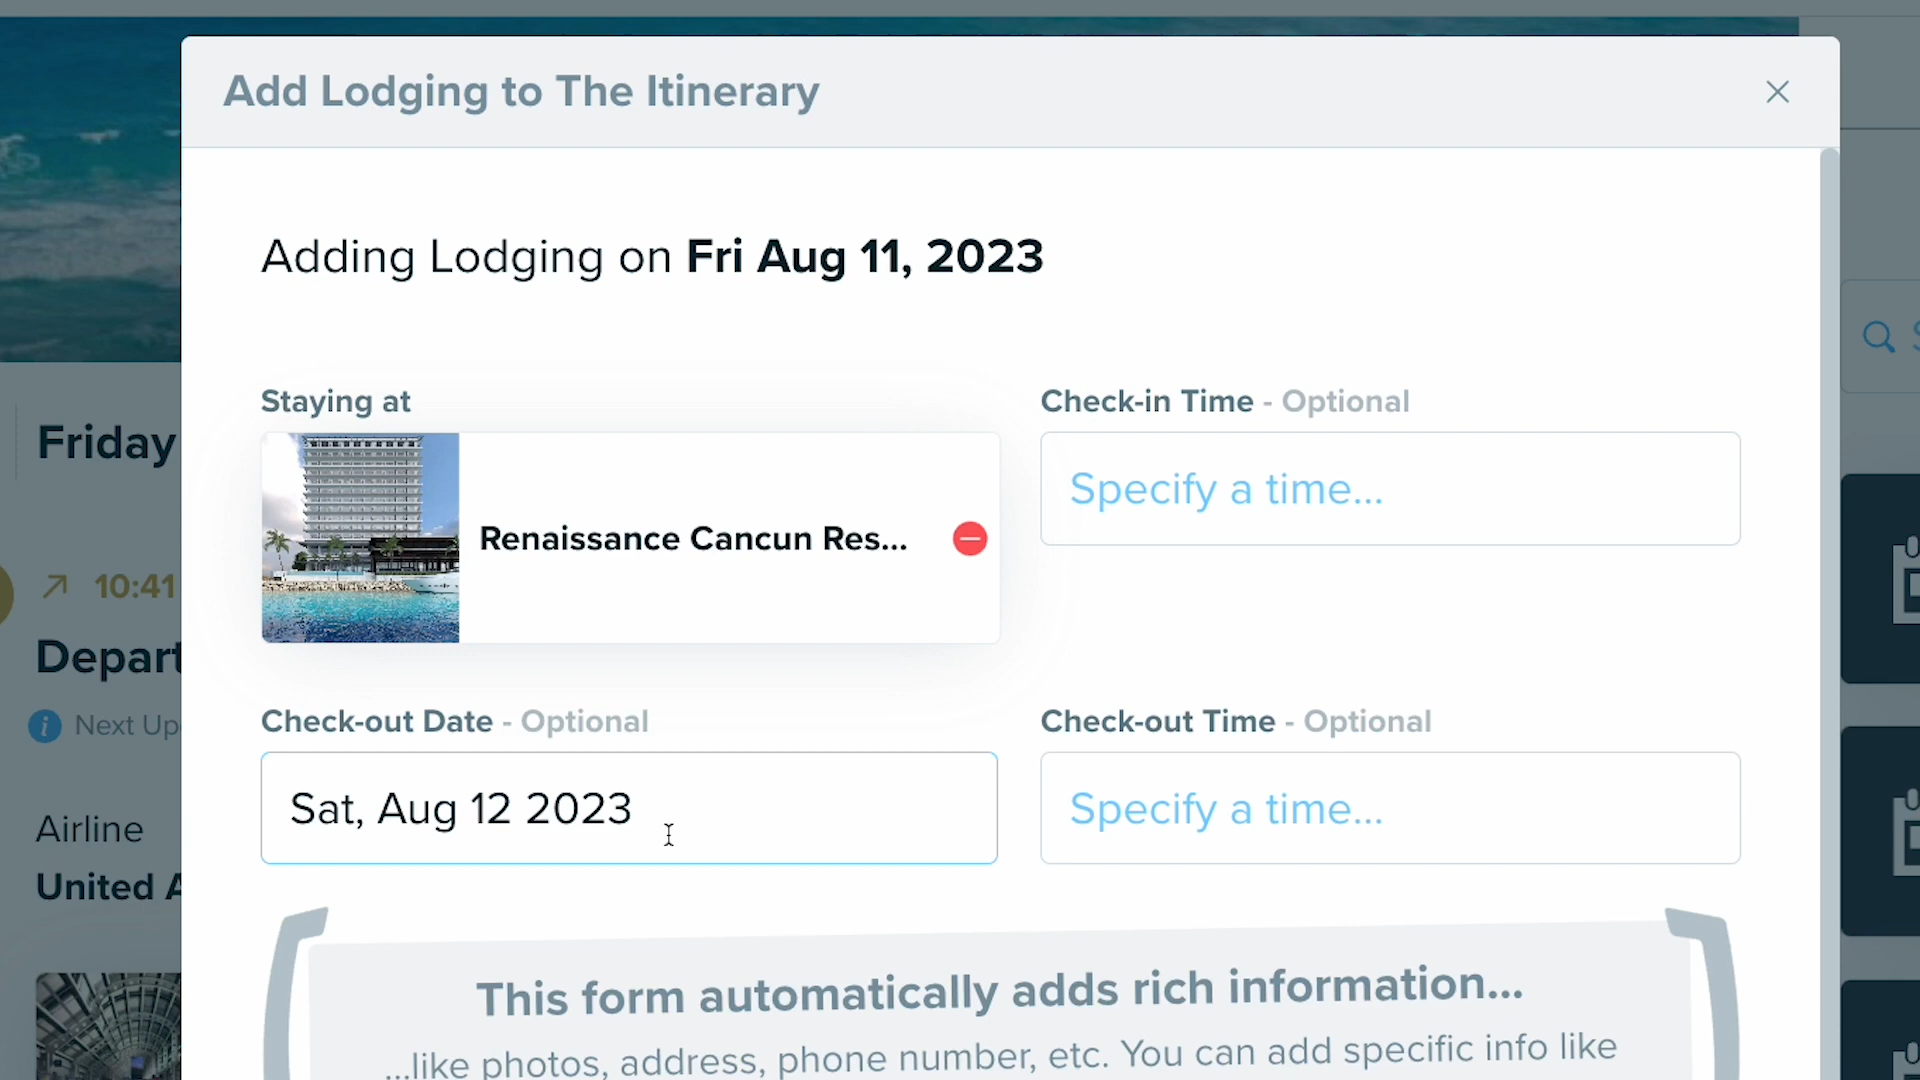 Add Lodging to The Itinerary
Adding Lodging on Fri Aug 11, 2023
Staying at
Check-in Time - Optional
Renaissance Cancun Res...
Specify a time...
Check-out Date - Optional
Check-out Time - Optional
Sat, Aug 12 2023
Specify a time...
This form automatically adds rich information...
...like photos, address, phone number, etc. You can add specific info like
Friday
10:41
Depart
Next Up
Airline
United A